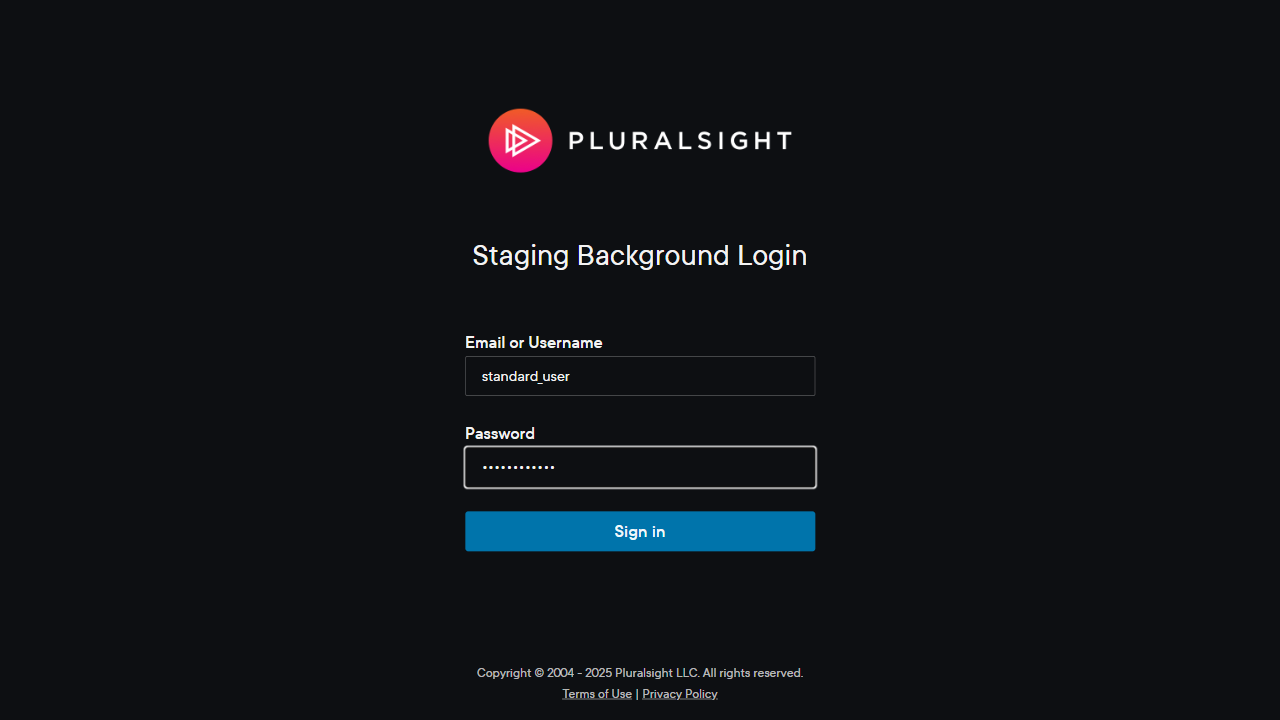 PLURALSIGHT
Staging Background Login
Email or Username
standard_user
Password
••••••••••••
Sign in
Copyright © 2004 - 2025 Pluralsight LLC. All rights reserved.
Terms of Use | Privacy Policy